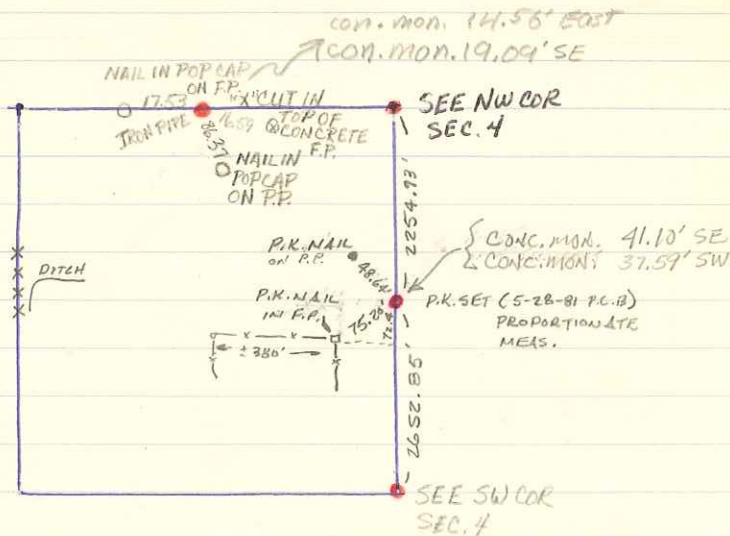 con. mon. 14.56' EAST
con. mon. 19.09' SE
NAIL IN POP CAP
ON F.P.
17.53
IRON PIPE
86.37
16.59
"X" CUT IN
TOP OF
CONCRETE
F.P.
NAIL IN
POP CAP
ON P.P.
SEE NW COR
SEC. 4
2254.93'
DITCH
P.K. NAIL
on P.P.
48.64'
P.K. NAIL
IN F.P.
75.28'
± 380'
{ CONC. MON. 41.10' SE
CONC. MON. 37.59' SW
P.K. SET (5-28-81 P.C.B)
PROPORTIONATE
MEAS.
2652.85'
SEE SW COR
SEC. 4